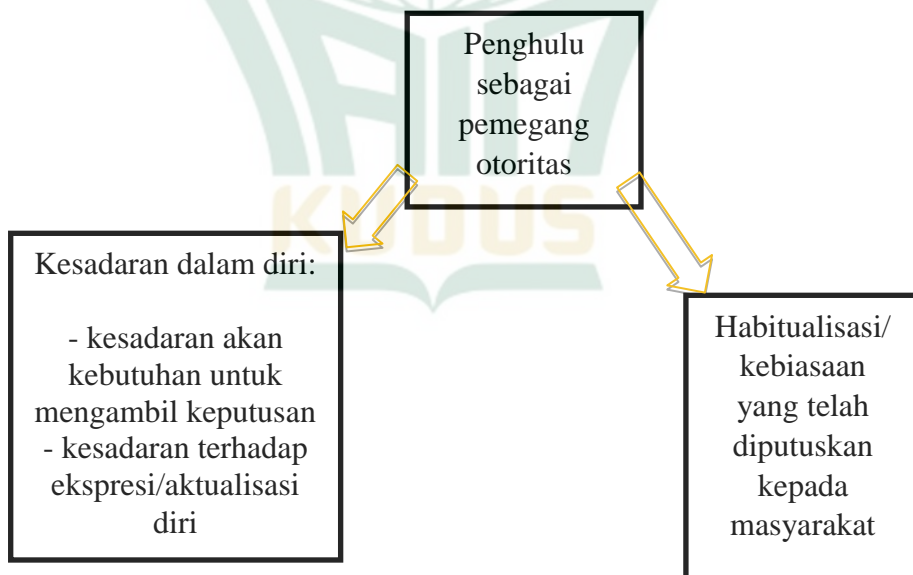 Penghulu
sebagai
pemegang
otoritas
KUDUS
Kesadaran dalam diri:
- kesadaran akan
kebutuhan untuk
mengambil keputusan
- kesadaran terhadap
ekspresi/aktualisasi
diri
Habitualisasi/
kebiasaan
yang telah
diputuskan
kepada
masyarakat